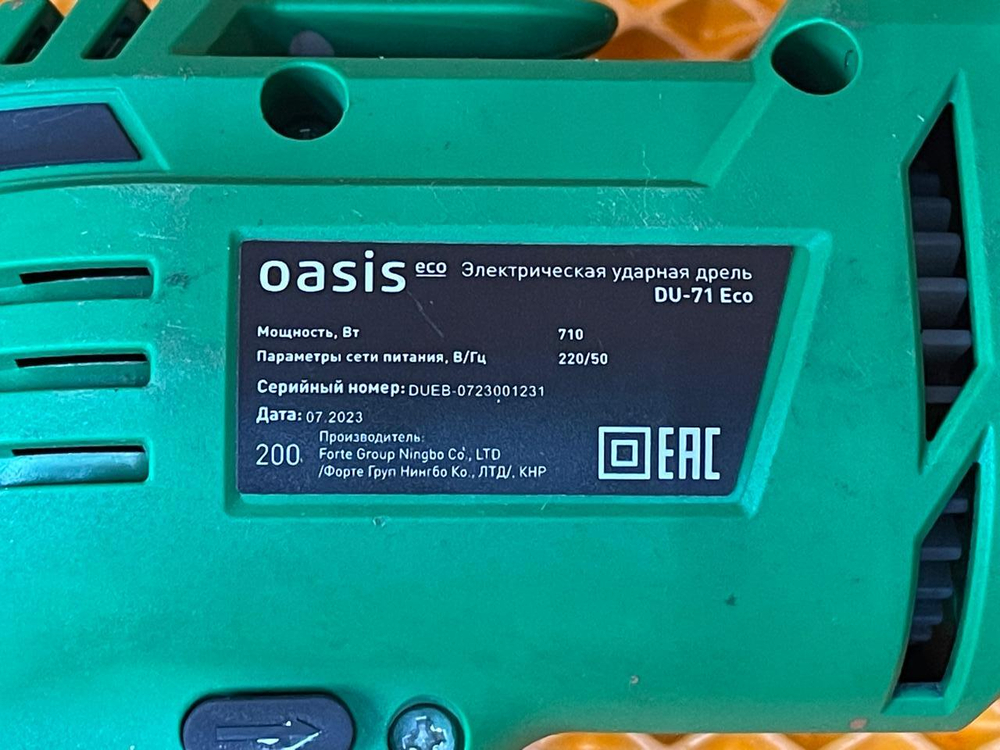 oasis eco Электрическая ударная дрель
DU-71 Eco
Мощность, Вт 710
Параметры сети питания, В/Гц 220/50
Серийный номер: DUEB-0723001231
Дата: 07.2023
200
Производитель:
Forte Group Ningbo Co., LTD
/Форте Груп Нингбо Ко., ЛТД/, КНР
EAC